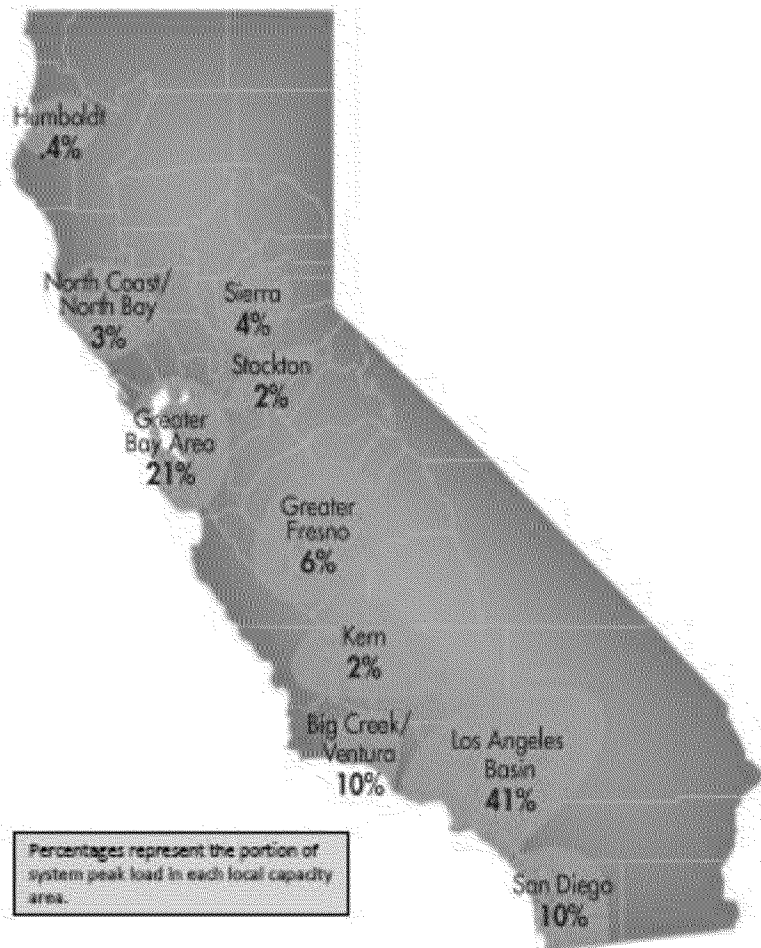 Humboldt
.4%
North Coast/
North Bay
3%
Sierra
4%
Stockton
2%
Greater
Bay Area
21%
Greater
Fresno
6%
Kern
2%
Big Creek/
Ventura
10%
Los Angeles
Basin
41%
San Diego
10%
Percentages represent the portion of
system peak load in each local capacity
area.